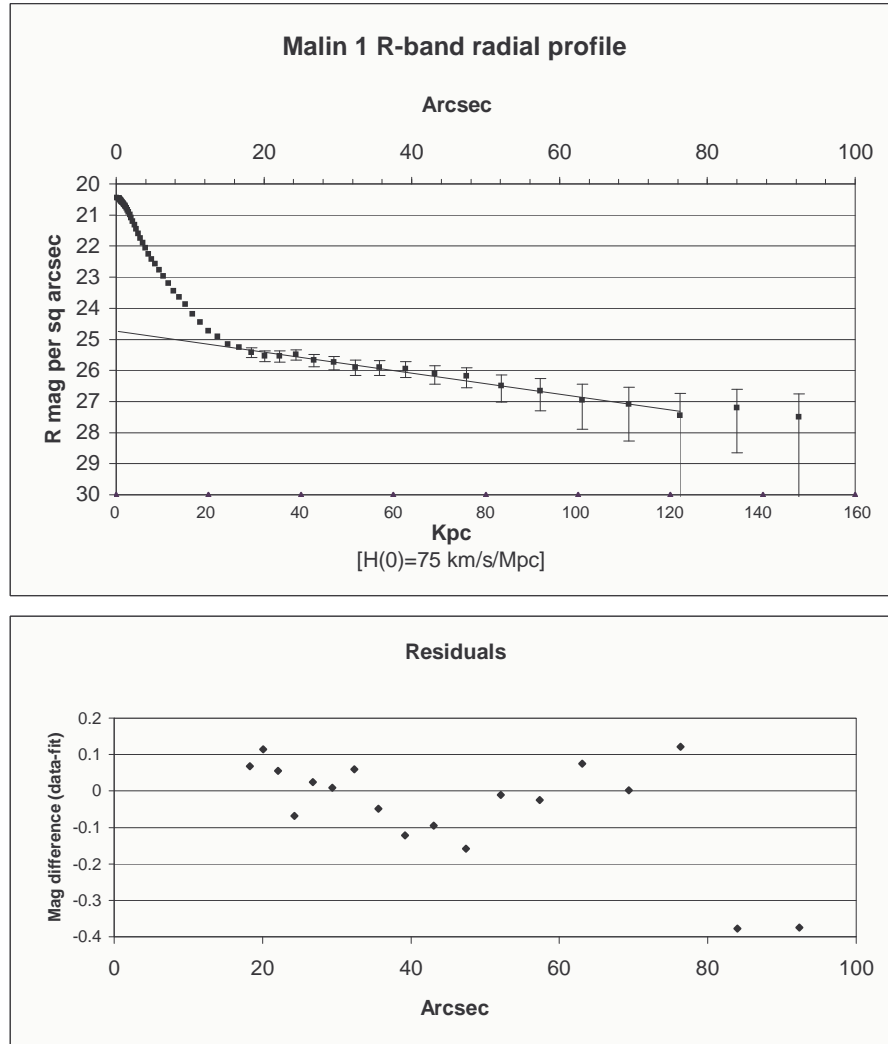 Malin 1 R-band radial profile
Arcsec
0 20 40 60 80 100
R mag per sq arcsec
20
21
22
23
24
25
26
27
28
29
30
0 20 40 60 80 100 120 140 160
Kpc
[H(0)=75 km/s/Mpc]
Residuals
Mag difference (data-fit)
0.2
0.1
0
-0.1
-0.2
-0.3
-0.4
0 20 40 60 80 100
Arcsec